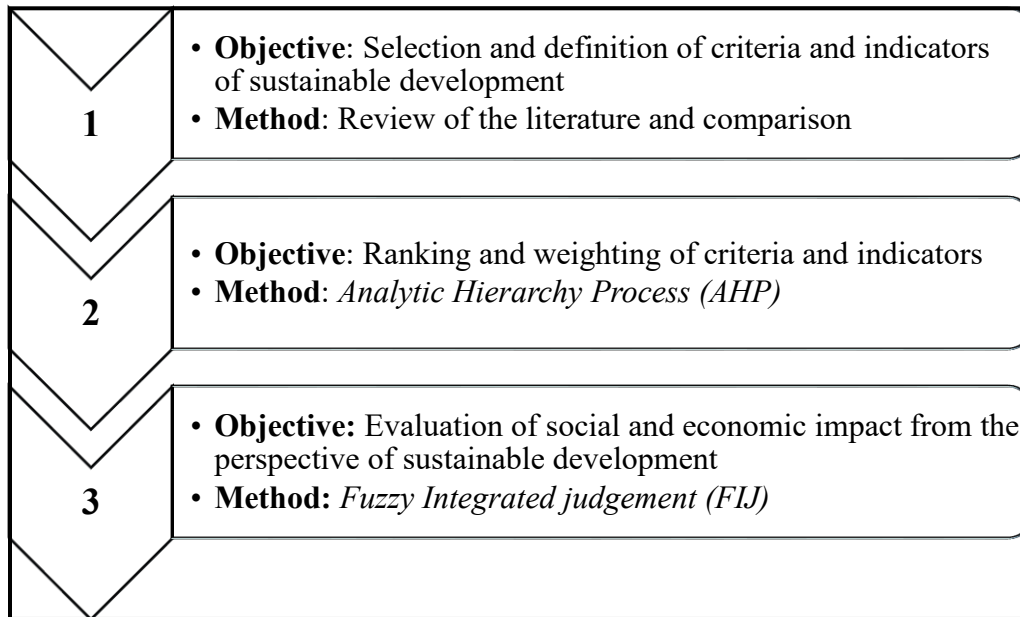 1
• Objective: Selection and definition of criteria and indicators
of sustainable development
• Method: Review of the literature and comparison
2
• Objective: Ranking and weighting of criteria and indicators
• Method: Analytic Hierarchy Process (AHP)
3
• Objective: Evaluation of social and economic impact from the
perspective of sustainable development
• Method: Fuzzy Integrated judgement (FIJ)